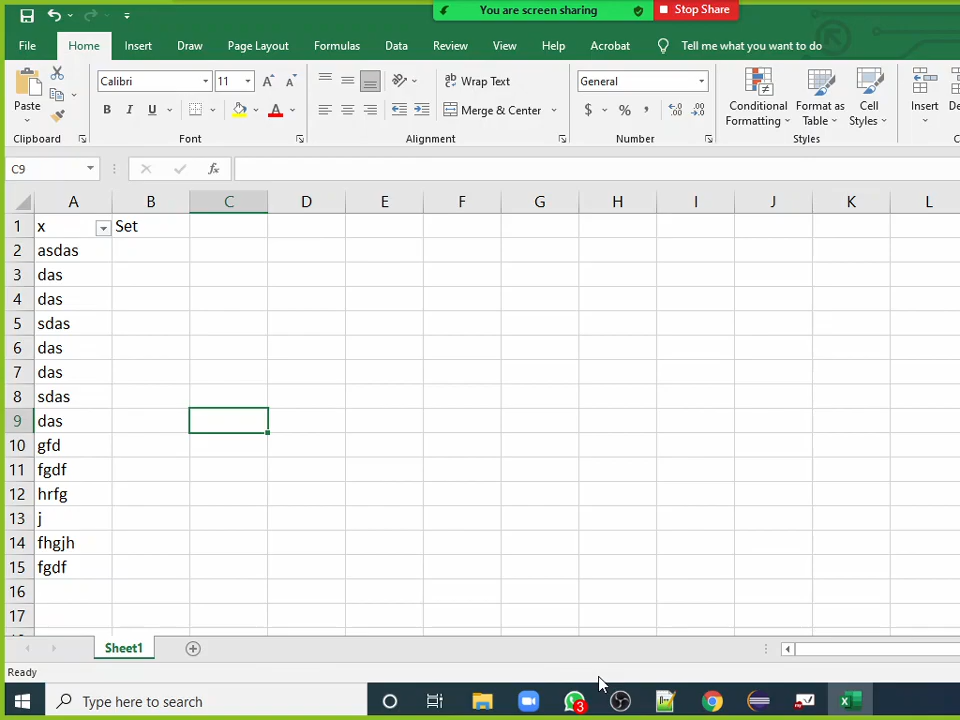 You are screen sharing Stop Share
File Home Insert Draw Page Layout Formulas Data Review View Help Acrobat Tell me what you want to do
Calibri 11 Wrap Text General
Paste B I U Merge & Center $ % , Conditional Formatting Format as Table Cell Styles Insert
Clipboard Font Alignment Number Styles
C9 fx
A B C D E F G H I J K L
1 x Set
2 asdas
3 das
4 das
5 sdas
6 das
7 das
8 sdas
9 das
10 gfd
11 fgdf
12 hrfg
13 j
14 fhgjh
15 fgdf
16
17
Sheet1
Ready
Type here to search 3